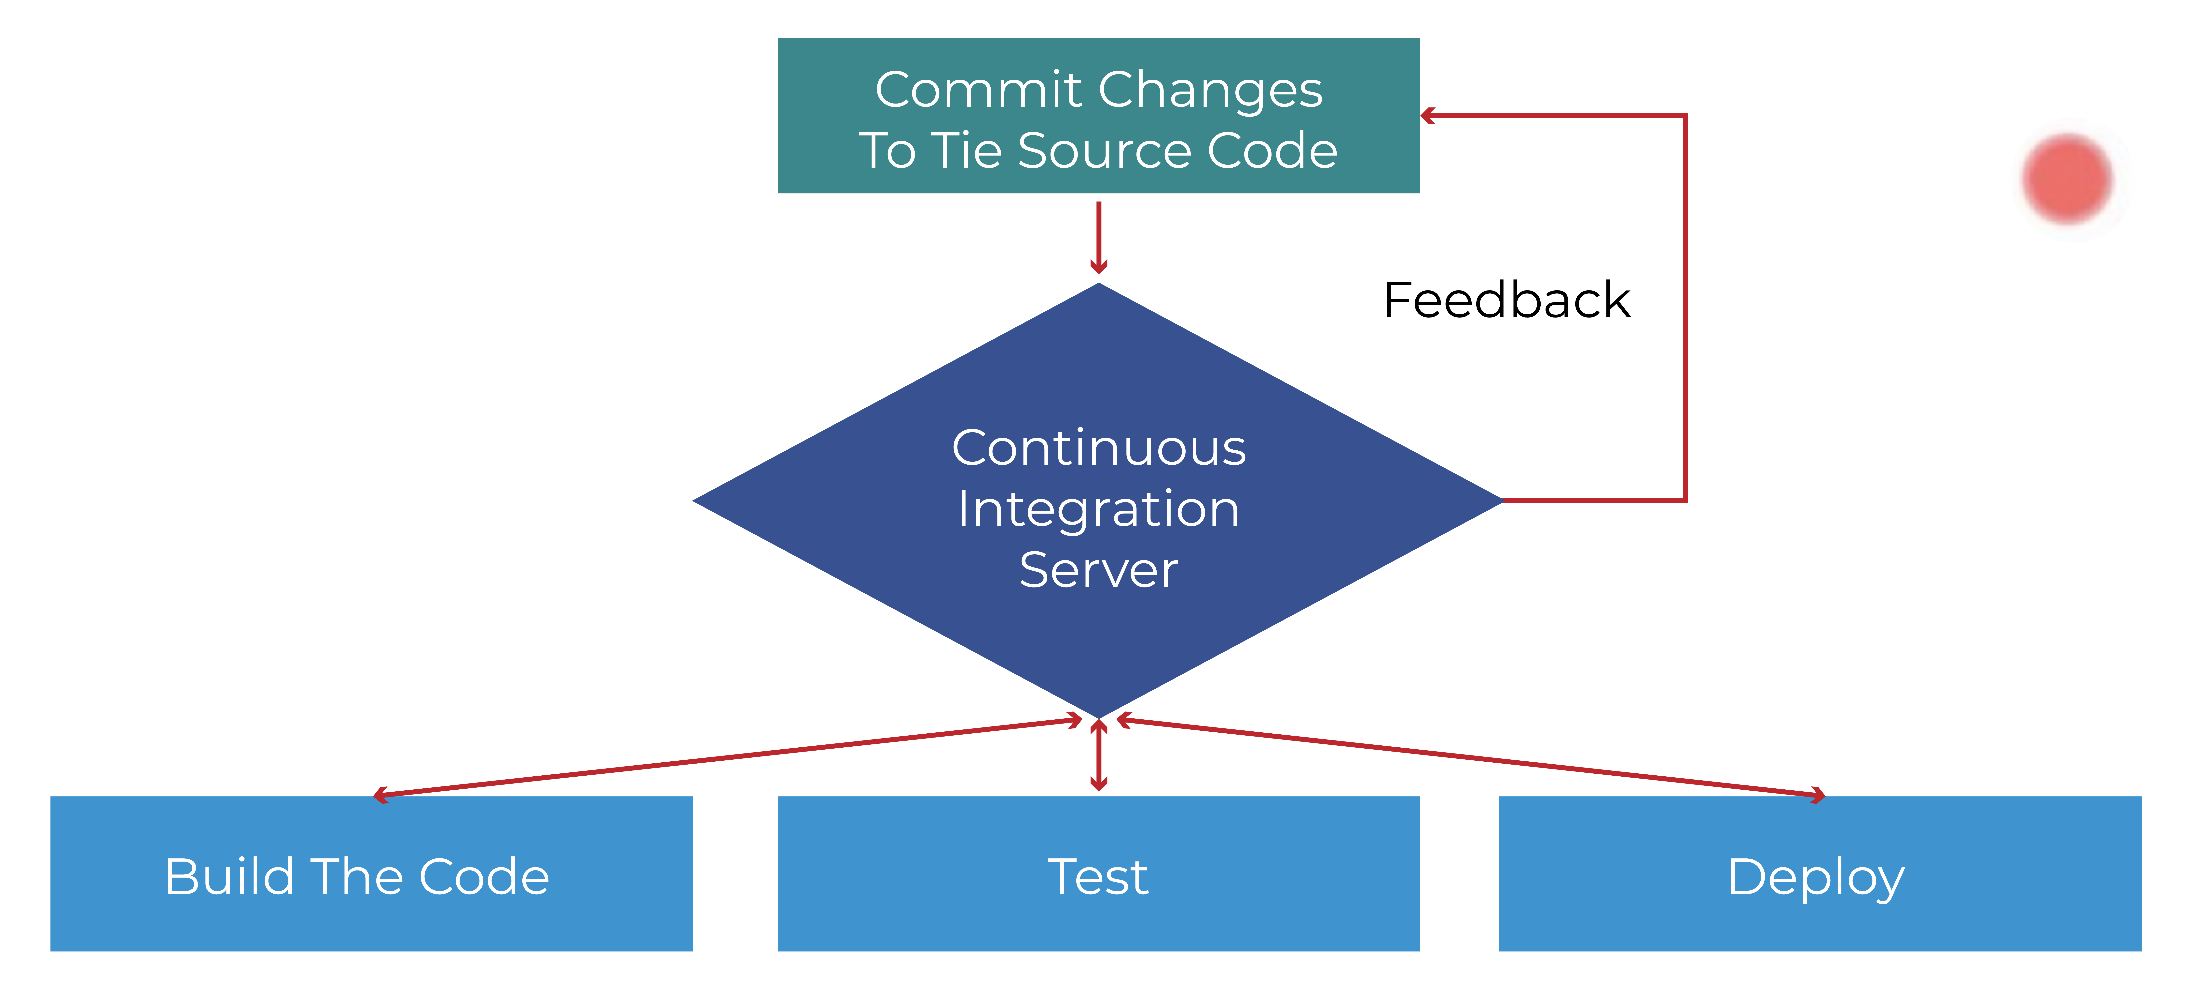 Commit Changes
To Tie Source Code
Feedback
Continuous
Integration
Server
Build The Code
Test
Deploy